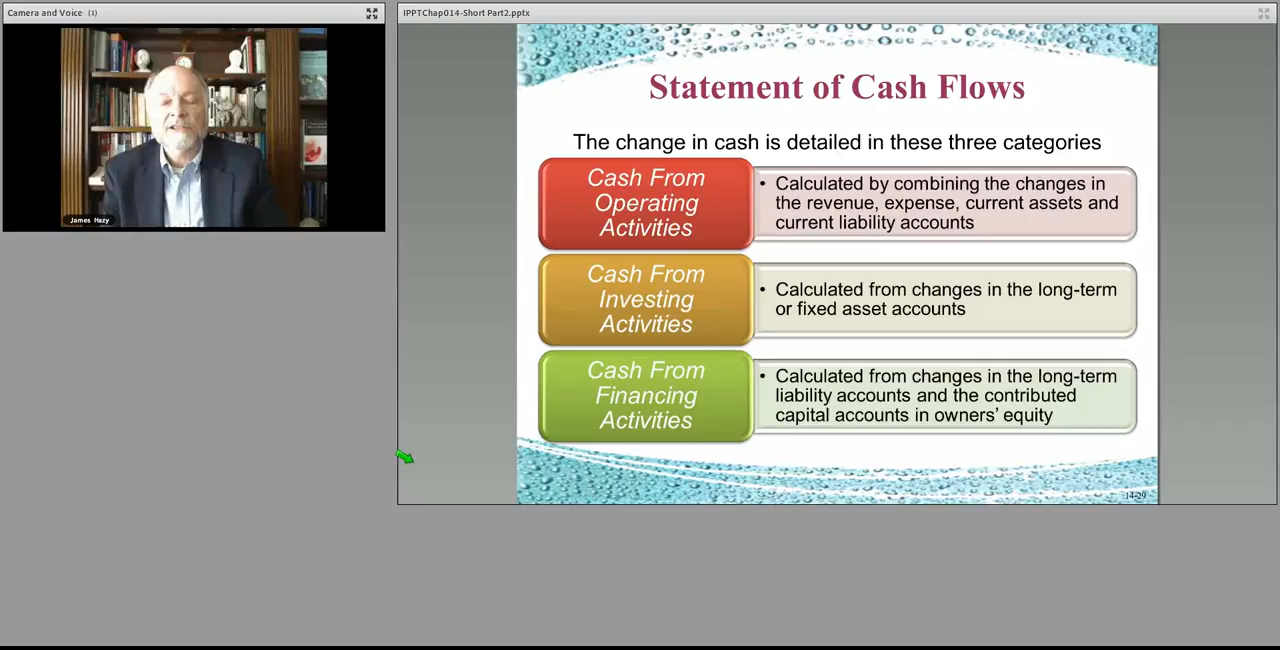 Camera and Voice (1)
James Hazy
IPPTChap014-Short Part2.pptx
Statement of Cash Flows
The change in cash is detailed in these three categories
Cash From
Operating
Activities
• Calculated by combining the changes in
the revenue, expense, current assets and
current liability accounts
Cash From
Investing
Activities
• Calculated from changes in the long-term
or fixed asset accounts
Cash From
Financing
Activities
• Calculated from changes in the long-term
liability accounts and the contributed
capital accounts in owners' equity
14-29